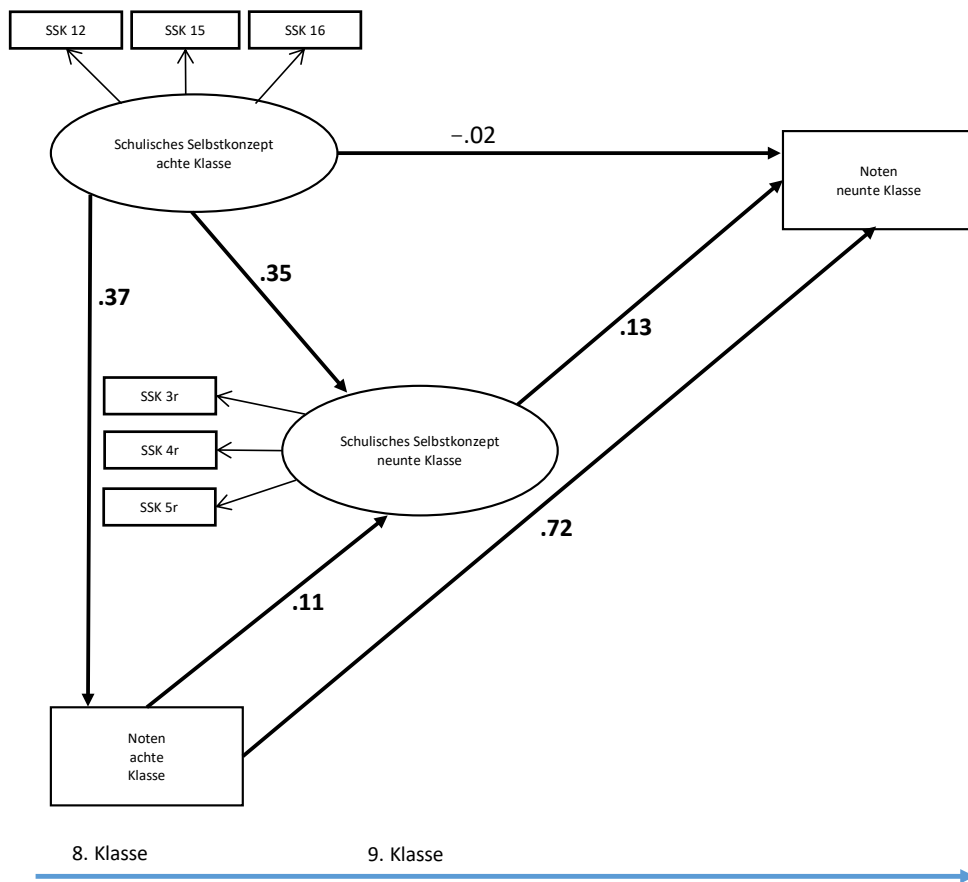 SSK 12
SSK 15
SSK 16
Schulisches Selbstkonzept
achte Klasse
−.02
Noten
neunte Klasse
.35
.37
.13
SSK 3r
SSK 4r
SSK 5r
Schulisches Selbstkonzept
neunte Klasse
.72
.11
Noten
achte
Klasse
8. Klasse
9. Klasse